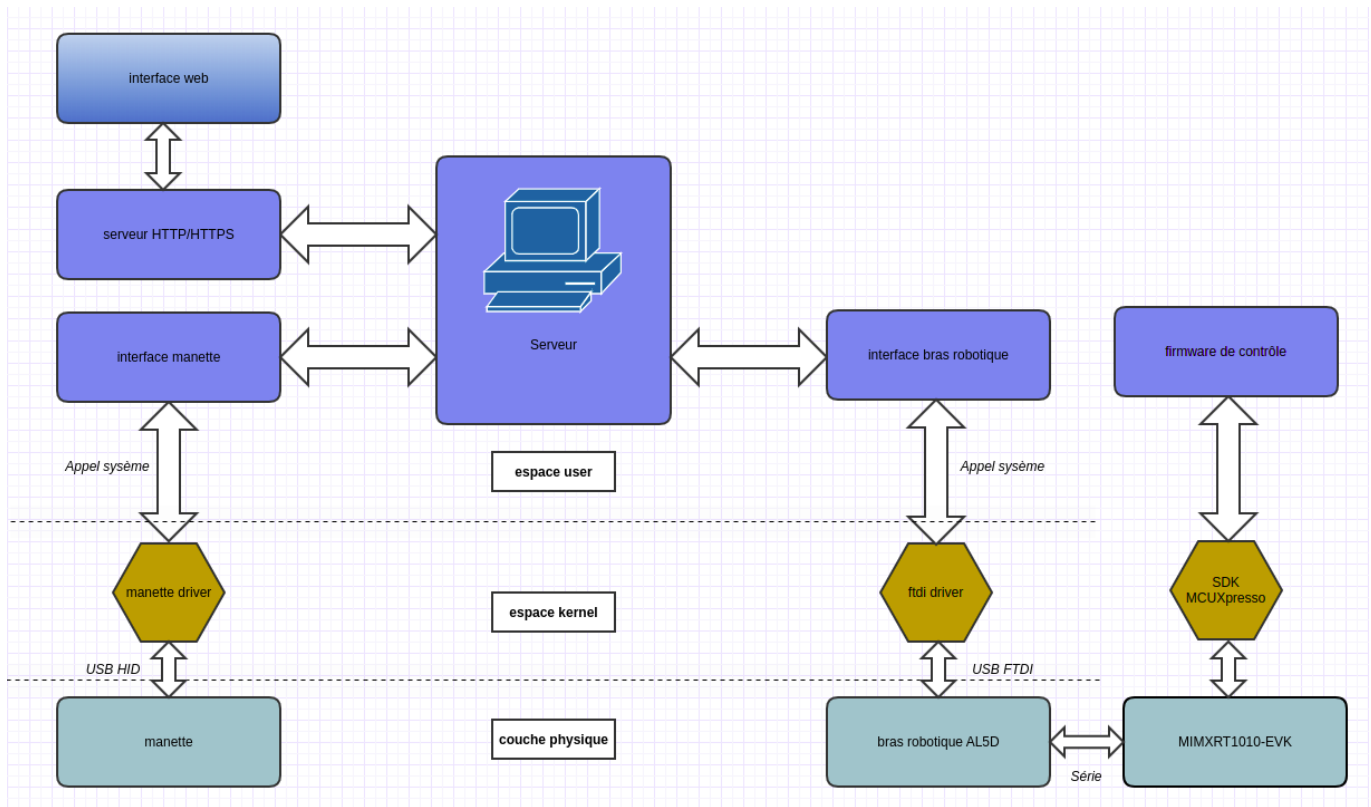 interface web
serveur HTTP/HTTPS
Serveur
interface manette
interface bras robotique
firmware de contrôle
Appel sysème
espace user
Appel sysème
manette driver
espace kernel
ftdi driver
SDK
MCUXpresso
USB HID
USB FTDI
manette
couche physique
bras robotique AL5D
MIMXRT1010-EVK
Série